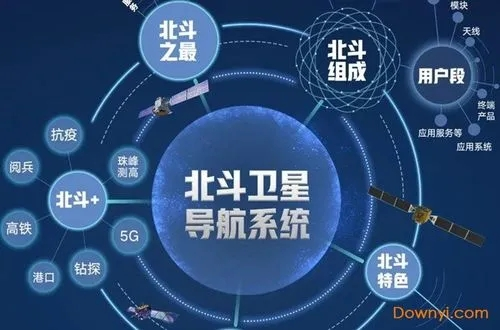 北斗
之最
北斗
组成
模块
天线
用户段
终端
产品
应用服务等
应用系统
抗疫
阅兵
珠峰
测高
北斗+
高铁
5G
港口
钻探
北斗卫星
导航系统
北斗
特色
Downyi.com